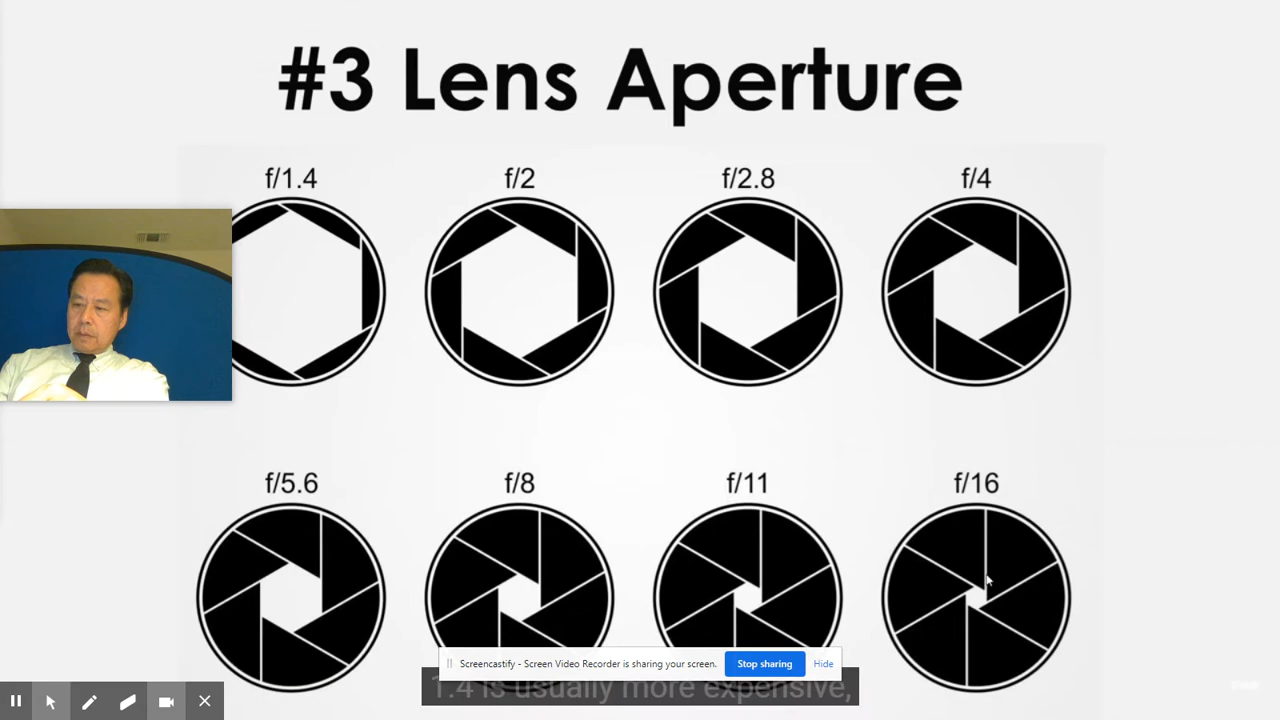 #3 Lens Aperture
f/1.4 f/2 f/2.8 f/4
f/5.6 f/8 f/11 f/16
Screencastify - Screen Video Recorder is sharing your screen. Stop sharing Hide
1.4 is usually more expensive,